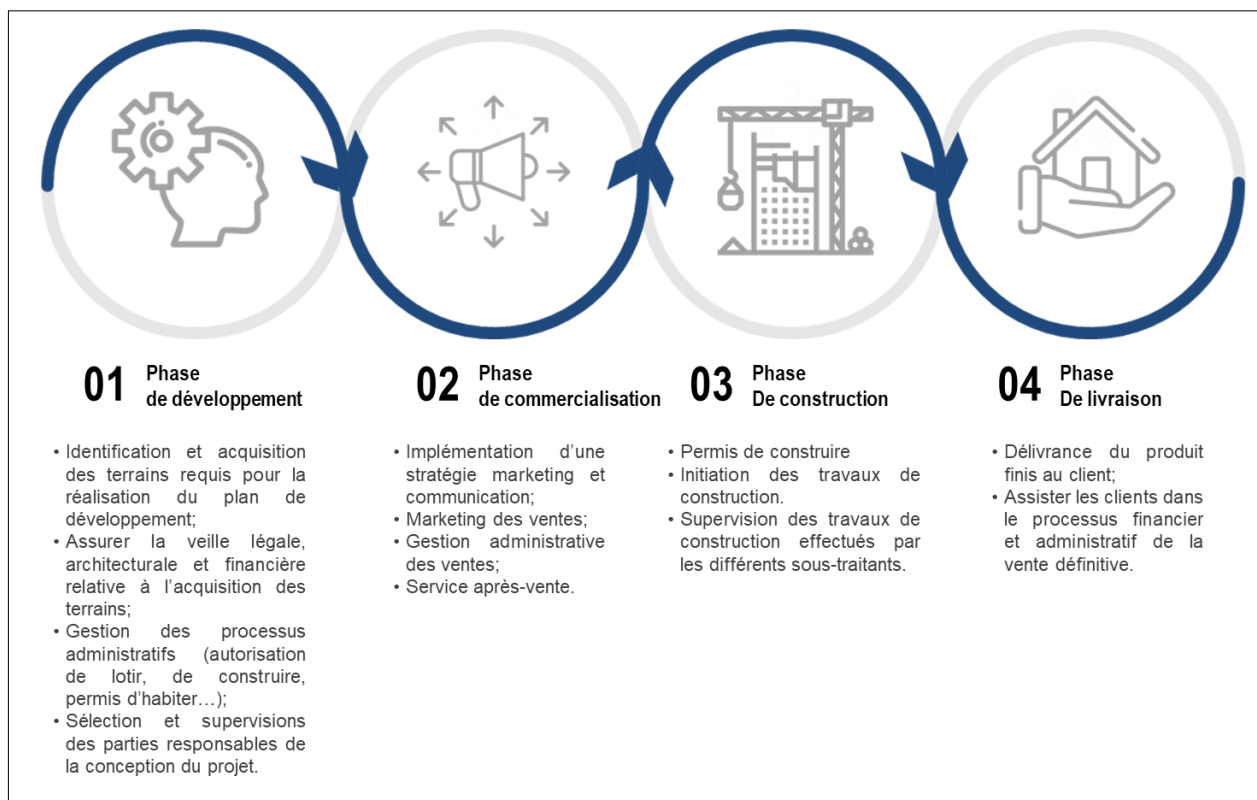 01 Phase
de développement
• Identification et acquisition
des terrains requis pour la
réalisation du plan de
développement;
• Assurer la veille légale,
architecturale et financière
relative à l’acquisition des
terrains;
• Gestion des processus
administratifs (autorisation
de lotir, de construire,
permis d’habiter…);
• Sélection et supervisions
des parties responsables de
la conception du projet.
02 Phase
de commercialisation
• Implémentation d’une
stratégie marketing et
communication;
• Marketing des ventes;
• Gestion administrative
des ventes;
• Service après-vente.
03 Phase
De construction
• Permis de construire
• Initiation des travaux de
construction.
• Supervision des travaux de
construction effectués par
les différents sous-traitants.
04 Phase
De livraison
• Délivrance du produit
finis au client;
• Assister les clients dans
le processus financier
et administratif de la
vente définitive.